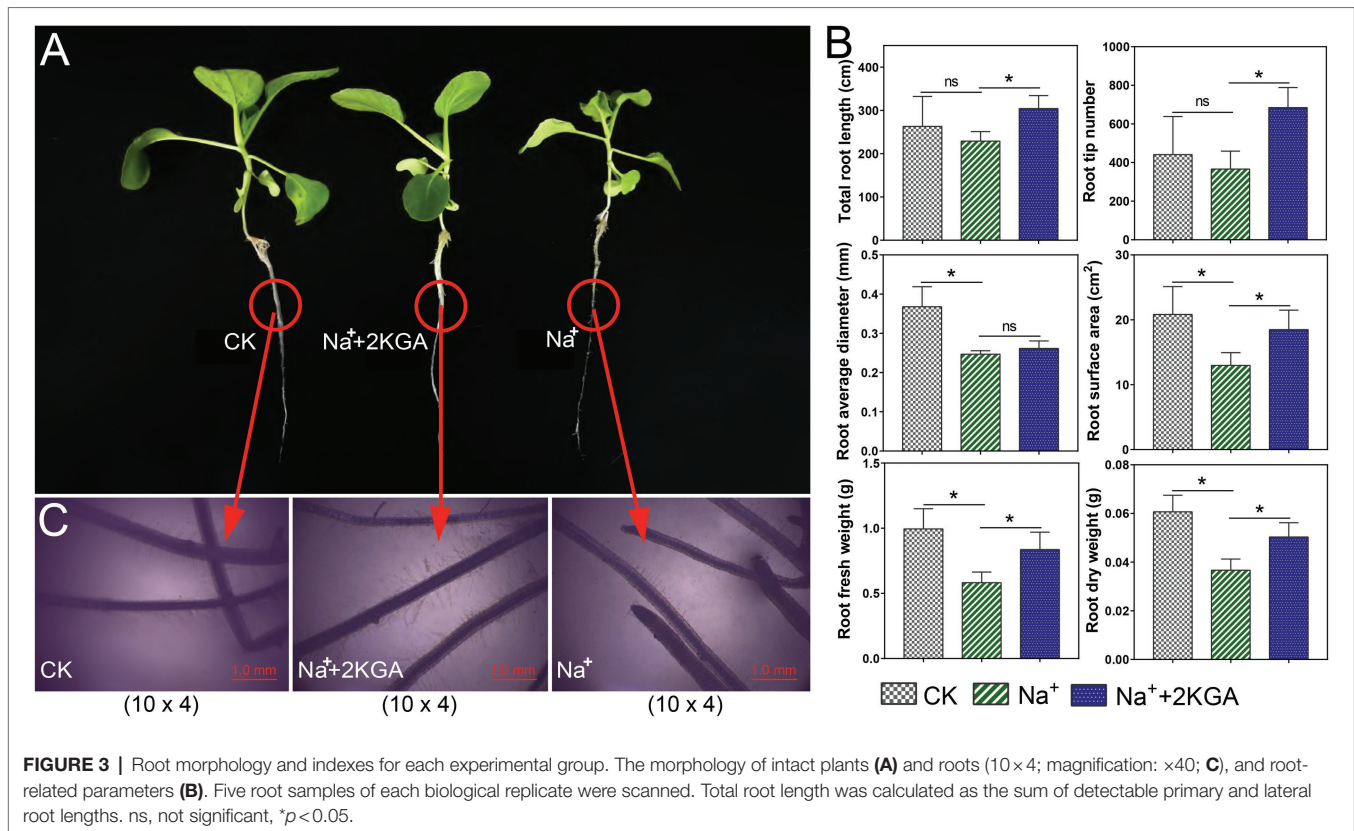 A
CK
Na⁺+2KGA
Na⁺
C
CK
1.0 mm
Na⁺+2KGA
1.0 mm
Na⁺
1.0 mm
(10 x 4)
(10 x 4)
(10 x 4)
B
Total root length (cm)
400
300
200
100
0
ns
*
Root tip number
1000
800
600
400
200
0
ns
*
Root average diameter (mm)
0.5
0.4
0.3
0.2
0.1
0.0
*
ns
Root surface area (cm²)
30
20
10
0
*
*
Root fresh weight (g)
1.5
1.0
0.5
0.0
*
*
Root dry weight (g)
0.08
0.06
0.04
0.02
0.00
*
*
CK Na⁺ Na⁺+2KGA
FIGURE 3 | Root morphology and indexes for each experimental group. The morphology of intact plants (A) and roots (10 × 4; magnification: ×40; C), and root-
related parameters (B). Five root samples of each biological replicate were scanned. Total root length was calculated as the sum of detectable primary and lateral
root lengths. ns, not significant, *p < 0.05.